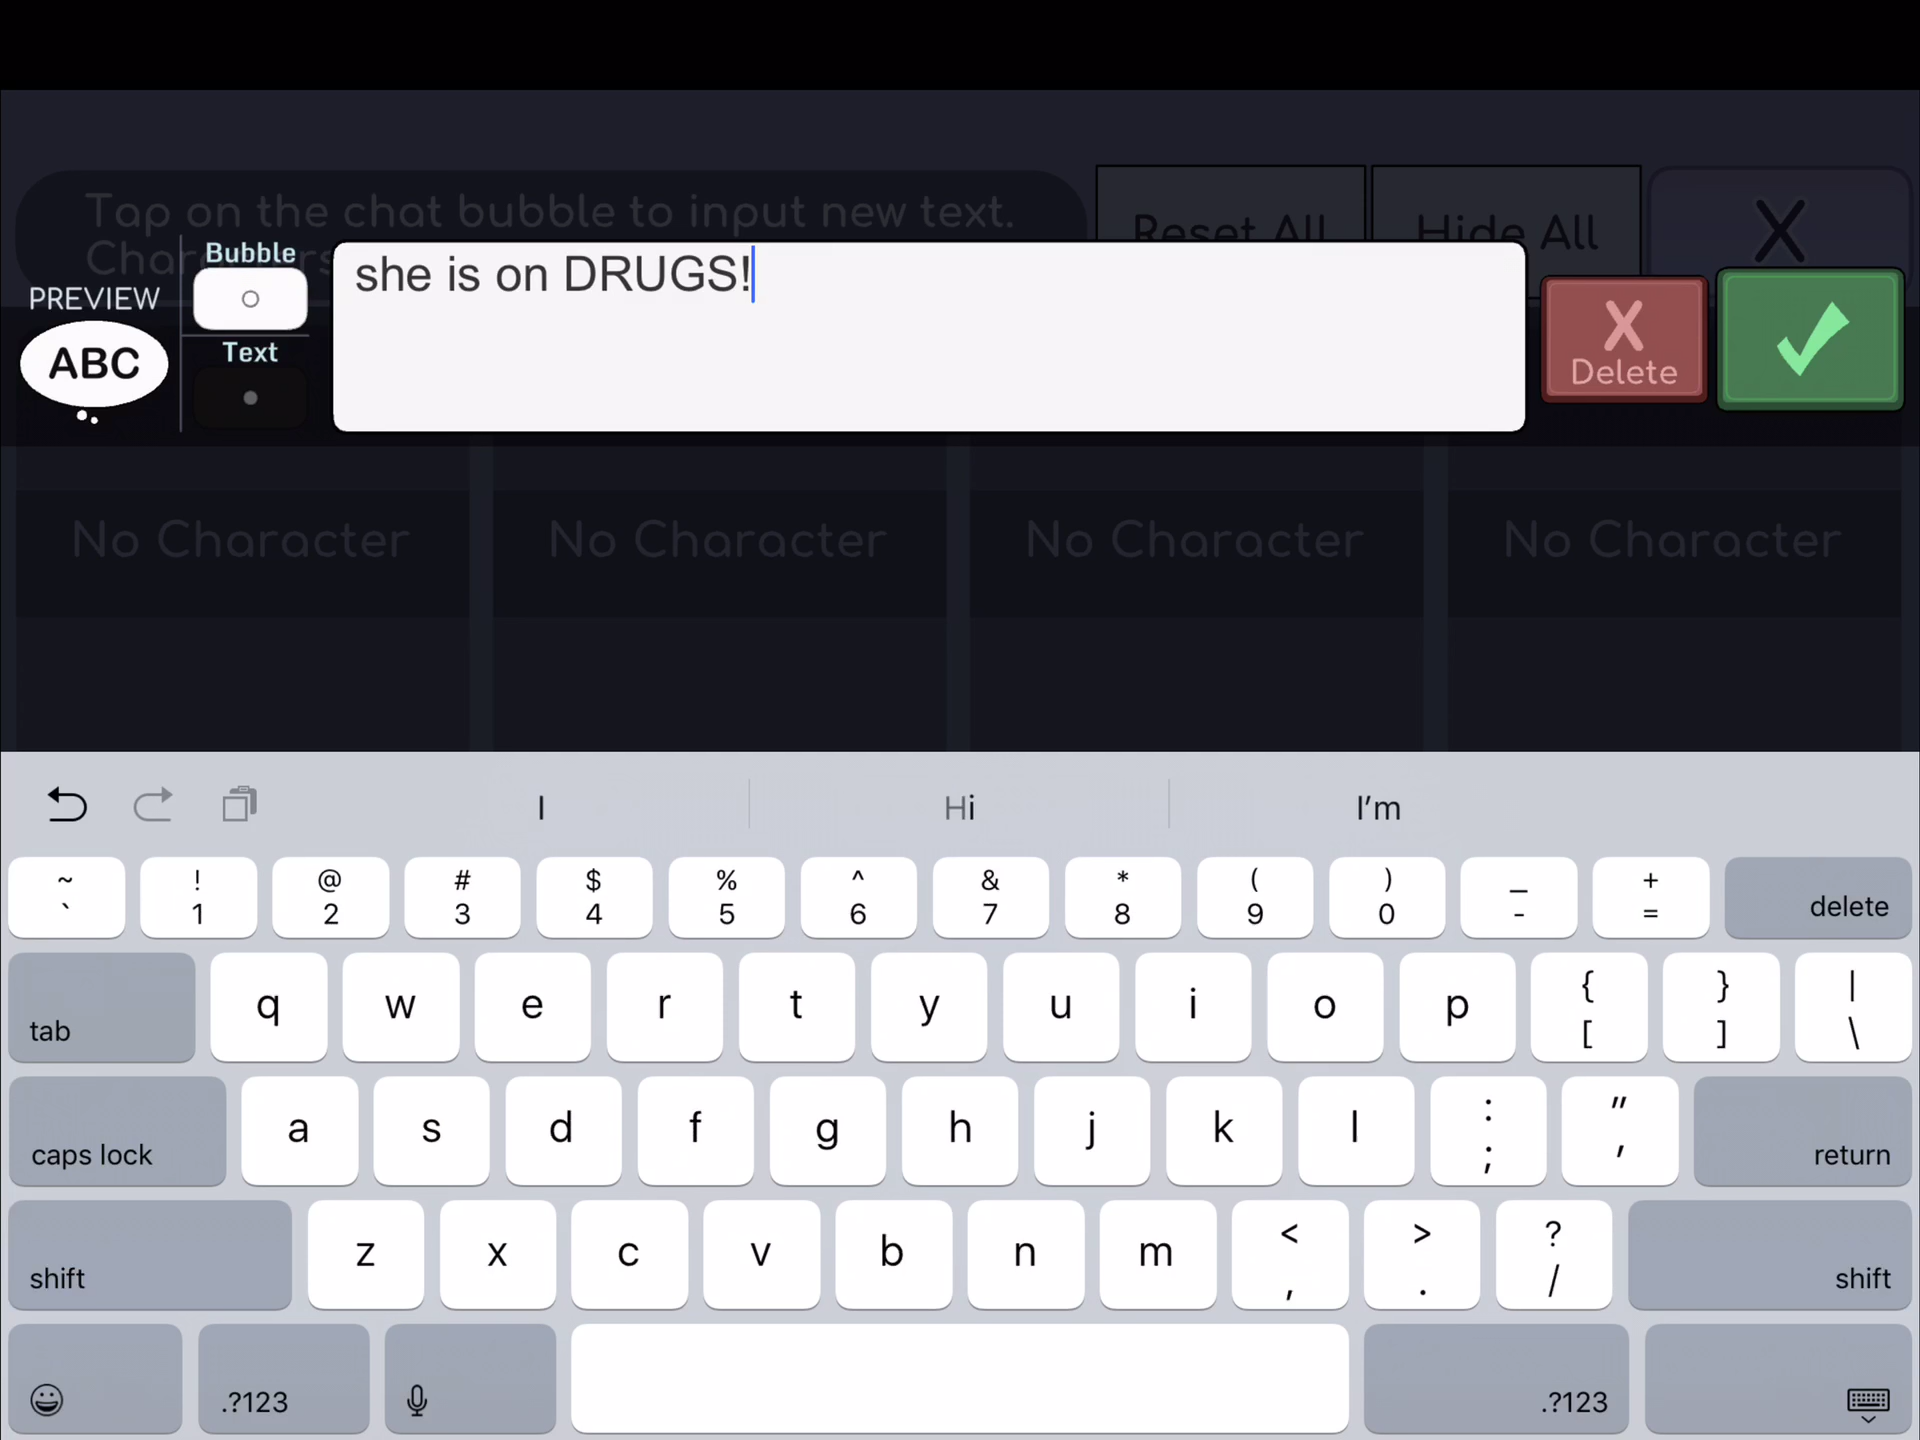 Tap on the chat bubble to input new text.
Characters
Reset All
Hide All
X
Bubble
PREVIEW
ABC
Text
she is on DRUGS!
X
Delete
No Character
No Character
No Character
No Character
I
Hi
I'm
~ ! @ # $ % ^ & * ( ) _ +
` 1 2 3 4 5 6 7 8 9 0 - = delete
tab q w e r t y u i o p { [ } ] | \
caps lock a s d f g h j k l : ; " ' return
shift z x c v b n m < , > . ? / shift
.?123 .?123